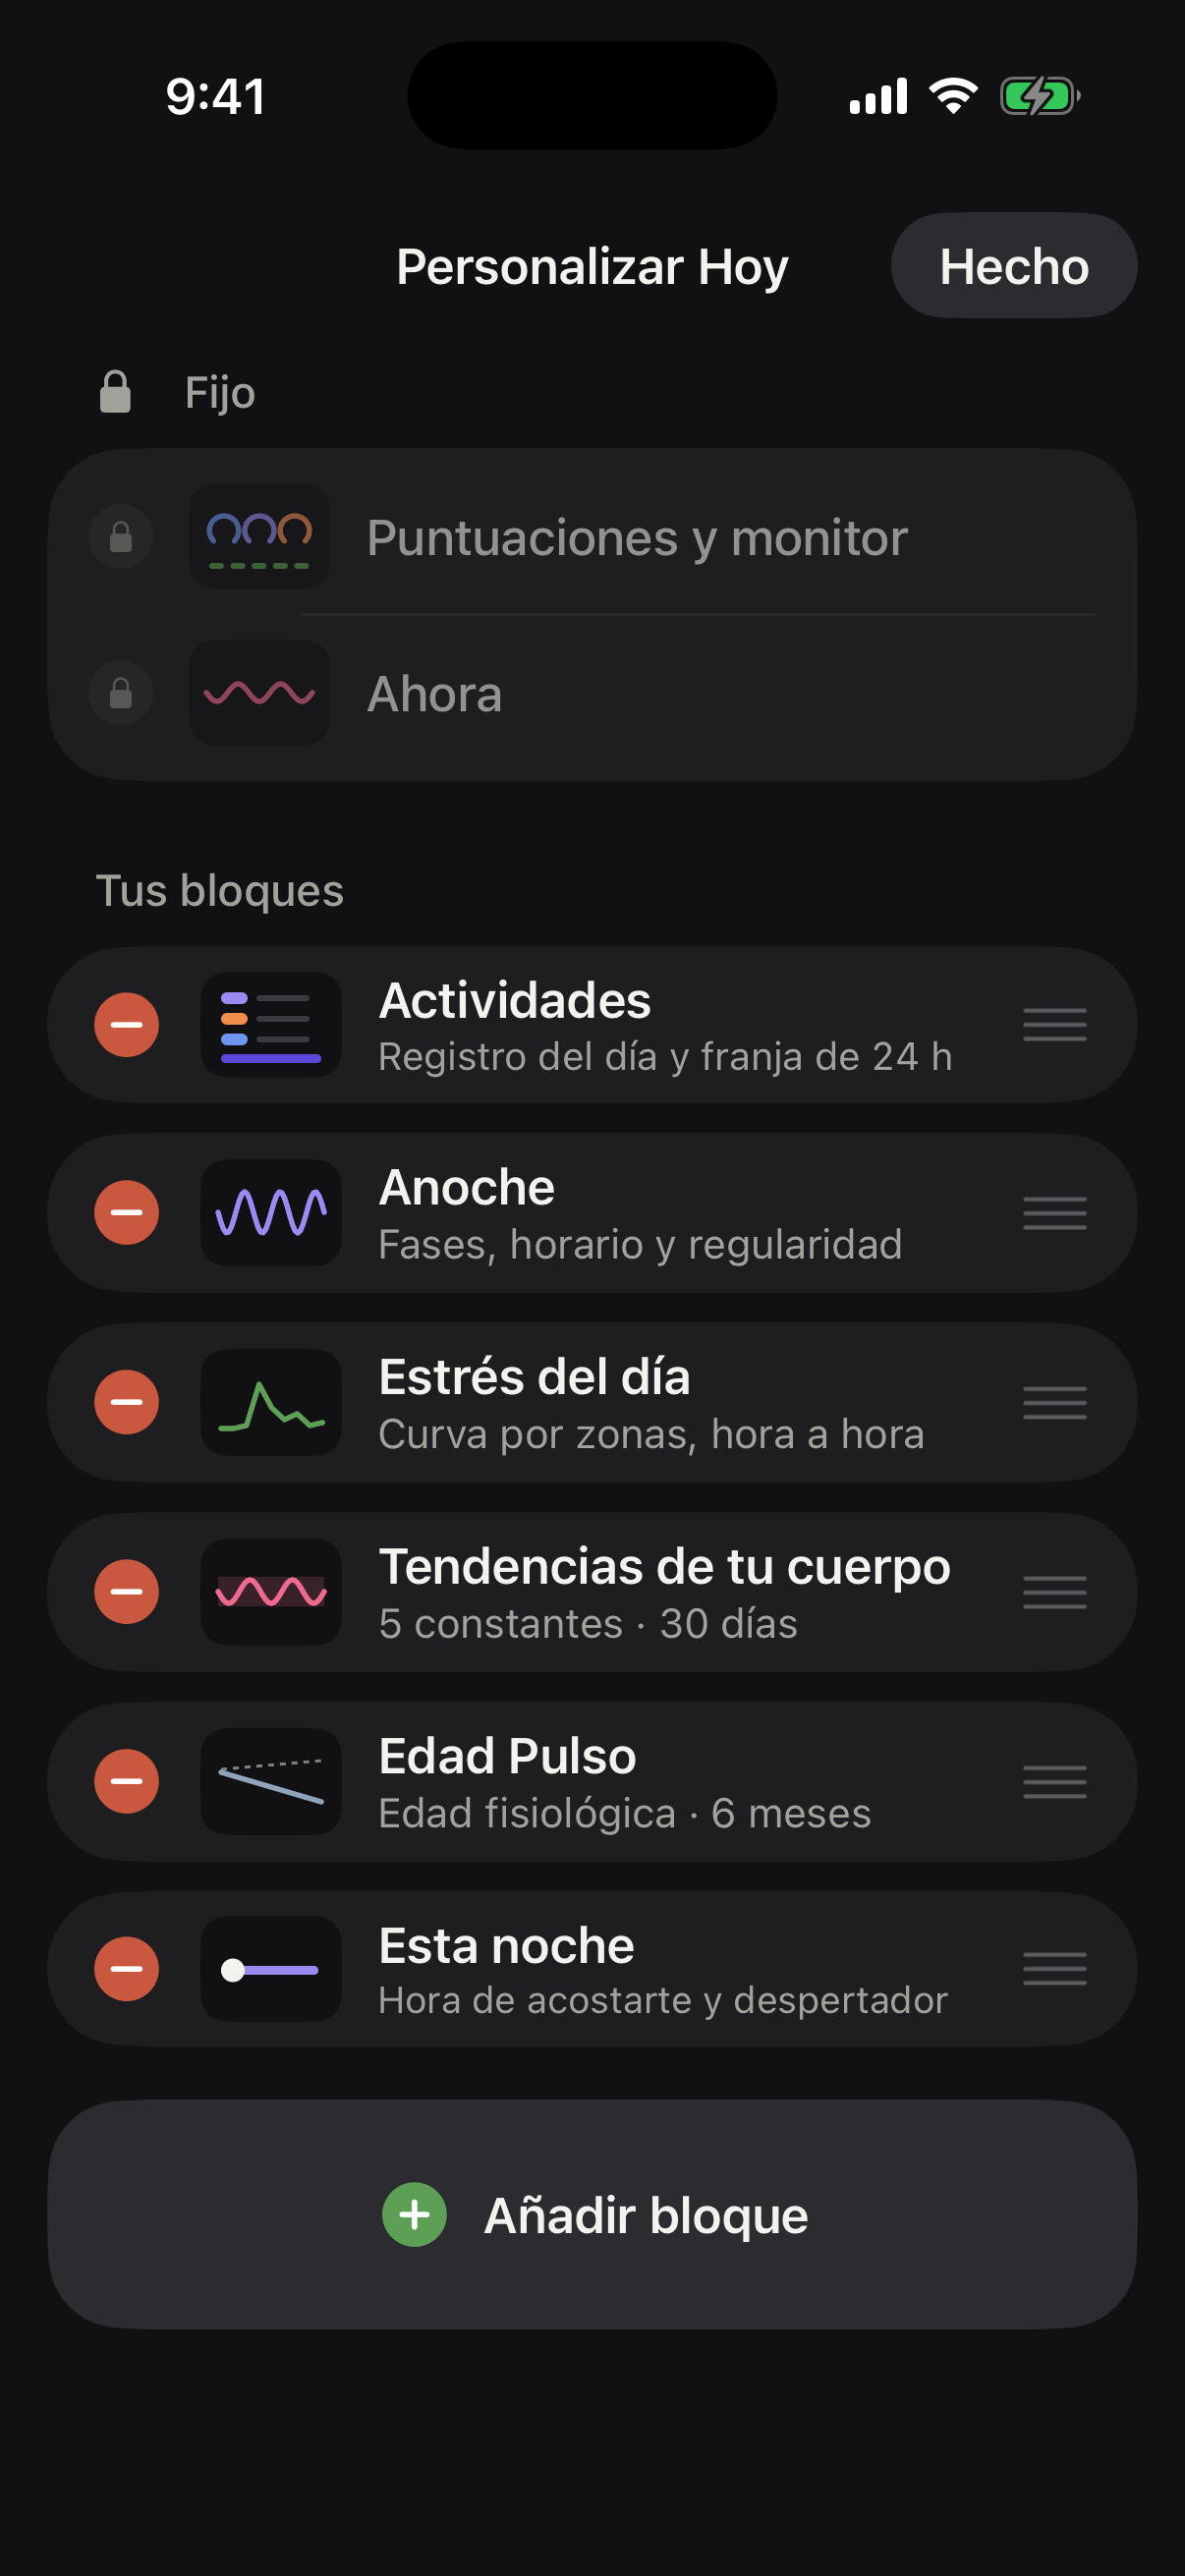 9:41
Personalizar Hoy
Hecho
Fijo
Puntuaciones y monitor
Ahora
Tus bloques
Actividades
Registro del día y franja de 24 h
Anoche
Fases, horario y regularidad
Estrés del día
Curva por zonas, hora a hora
Tendencias de tu cuerpo
5 constantes · 30 días
Edad Pulso
Edad fisiológica · 6 meses
Esta noche
Hora de acostarte y despertador
Añadir bloque